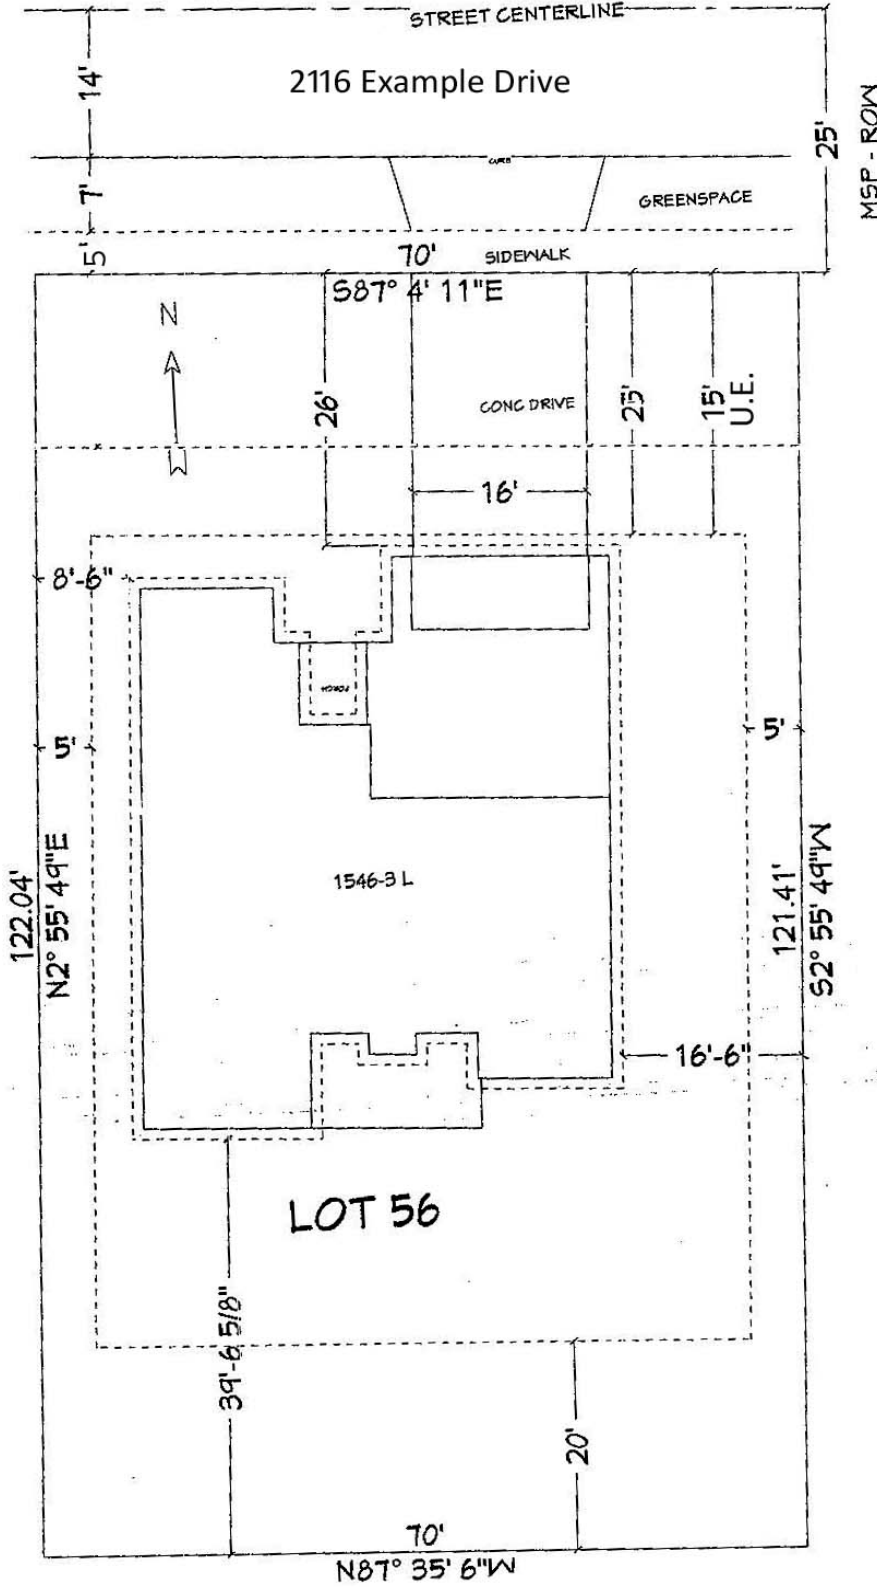 STREET CENTERLINE
2116 Example Drive
14'
25'
MSP - ROW
CURB
7'
GREENSPACE
5'
70'
SIDEWALK
S87° 4' 11"E
N
26'
CONC DRIVE
25'
15'
U.E.
16'
8'-6"
PORCH
5'
5'
1546-3 L
122.04'
N2° 55' 49"E
121.41'
S2° 55' 49"W
16'-6"
LOT 56
39'-6 5/8"
20'
70'
N87° 35' 6"W